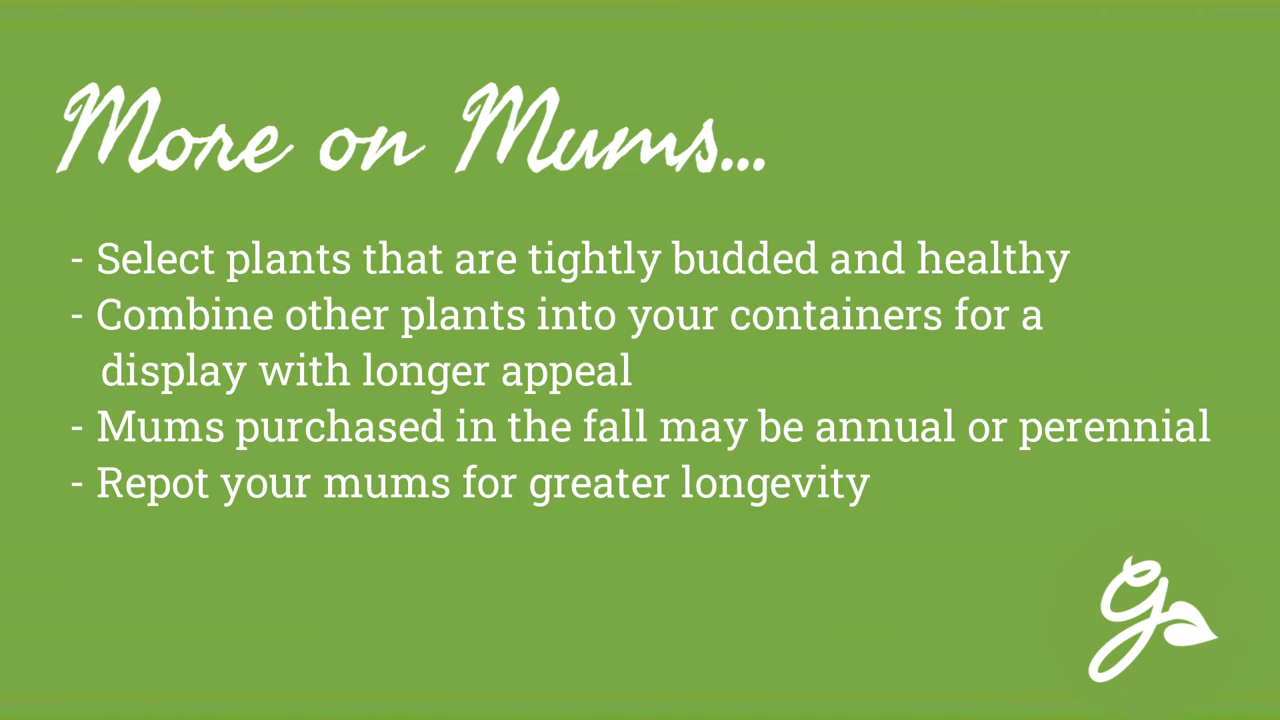 More on Mums...
- Select plants that are tightly budded and healthy
- Combine other plants into your containers for a
display with longer appeal
- Mums purchased in the fall may be annual or perennial
- Repot your mums for greater longevity
g